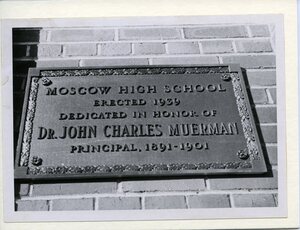 MOSCOW HIGH SCHOOL
ERECTED 1939
DEDICATED IN HONOR OF
DR. JOHN CHARLES MUERMAN
PRINCIPAL, 1891-1901